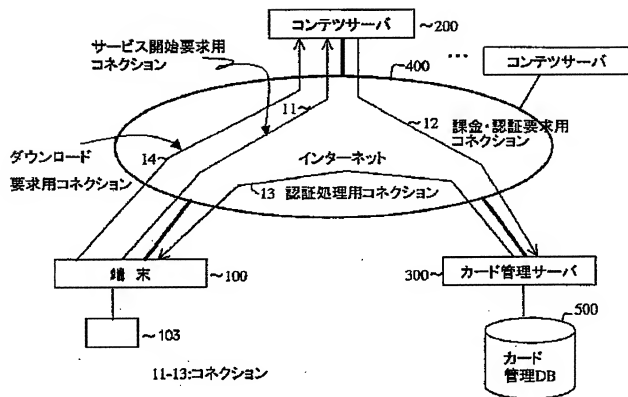 コンテツサーバ
~200
サービス開始要求用
コネクション
400
…
コンテツサーバ
11
12
課金・認証要求用
コネクション
ダウンロード
要求用コネクション
14
インターネット
13 認証処理用コネクション
端 末
~100
300~
カード管理サーバ
~103
500
カード
管理DB
11-13:コネクション